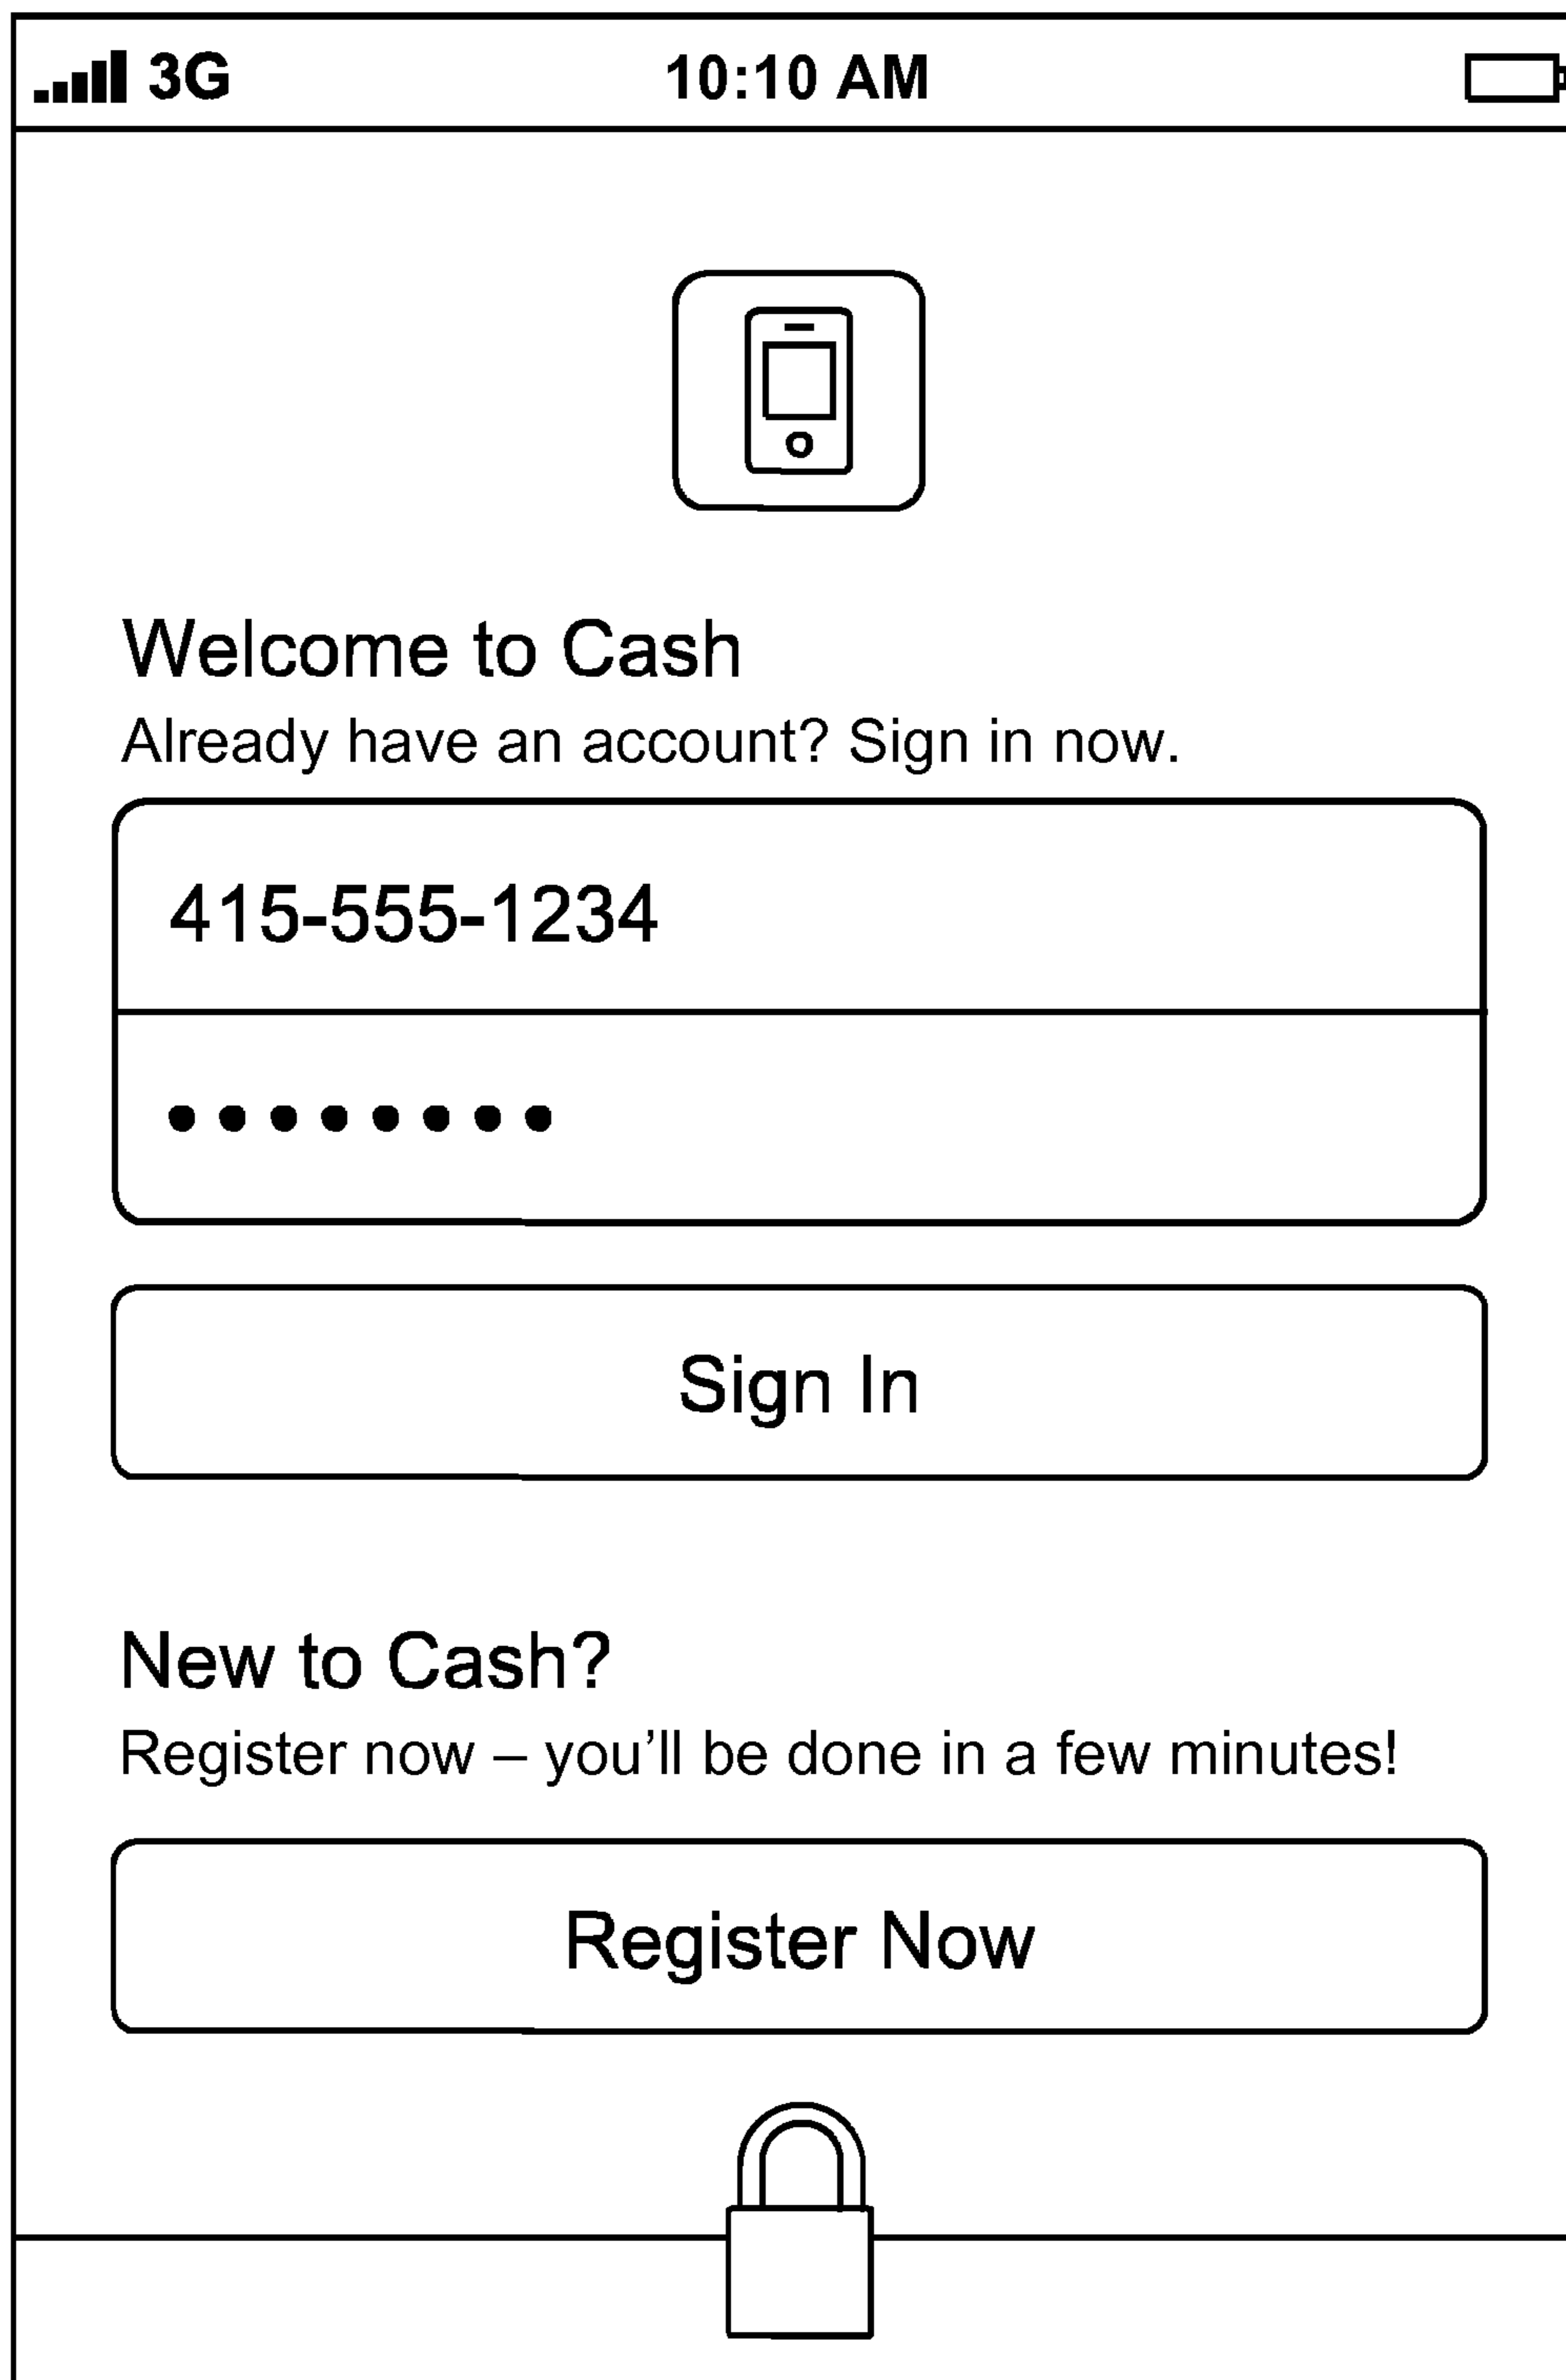 3G 10:10 AM
Welcome to Cash
Already have an account? Sign in now.
415-555-1234
••••••••
Sign In
New to Cash?
Register now – you’ll be done in a few minutes!
Register Now